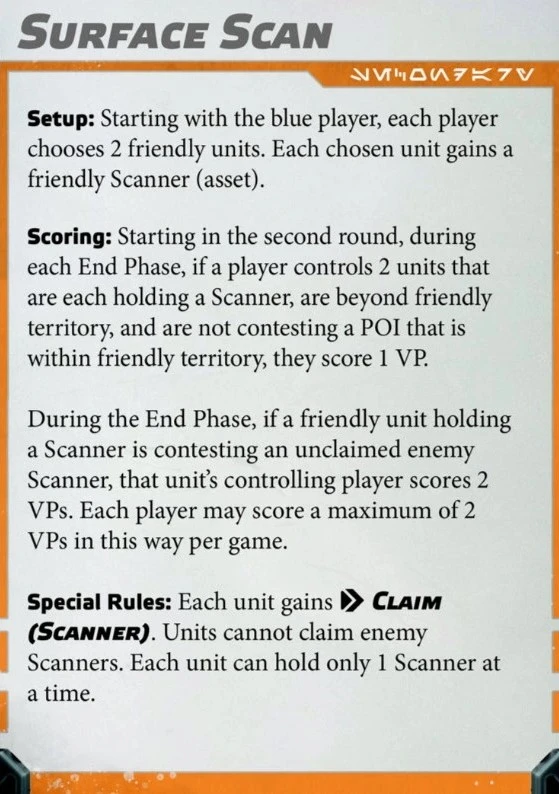 SURFACE SCAN
Setup: Starting with the blue player, each player
chooses 2 friendly units. Each chosen unit gains a
friendly Scanner (asset).
Scoring: Starting in the second round, during
each End Phase, if a player controls 2 units that
are each holding a Scanner, are beyond friendly
territory, and are not contesting a POI that is
within friendly territory, they score 1 VP.
During the End Phase, if a friendly unit holding
a Scanner is contesting an unclaimed enemy
Scanner, that unit's controlling player scores 2
VPs. Each player may score a maximum of 2
VPs in this way per game.
Special Rules: Each unit gains CLAIM
(SCANNER). Units cannot claim enemy
Scanners. Each unit can hold only 1 Scanner at
a time.